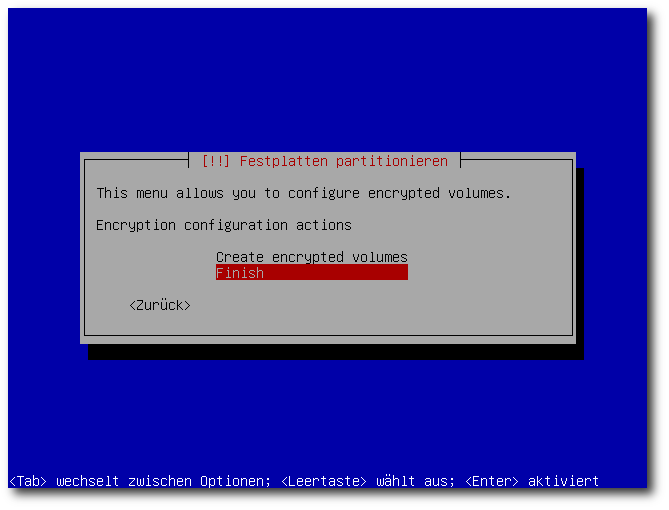 [!!] Festplatten partitionieren
This menu allows you to configure encrypted volumes.
Encryption configuration actions
Create encrypted volumes
Finish
<Zurück>
<Tab> wechselt zwischen Optionen; <Leertaste> wählt aus; <Enter> aktiviert